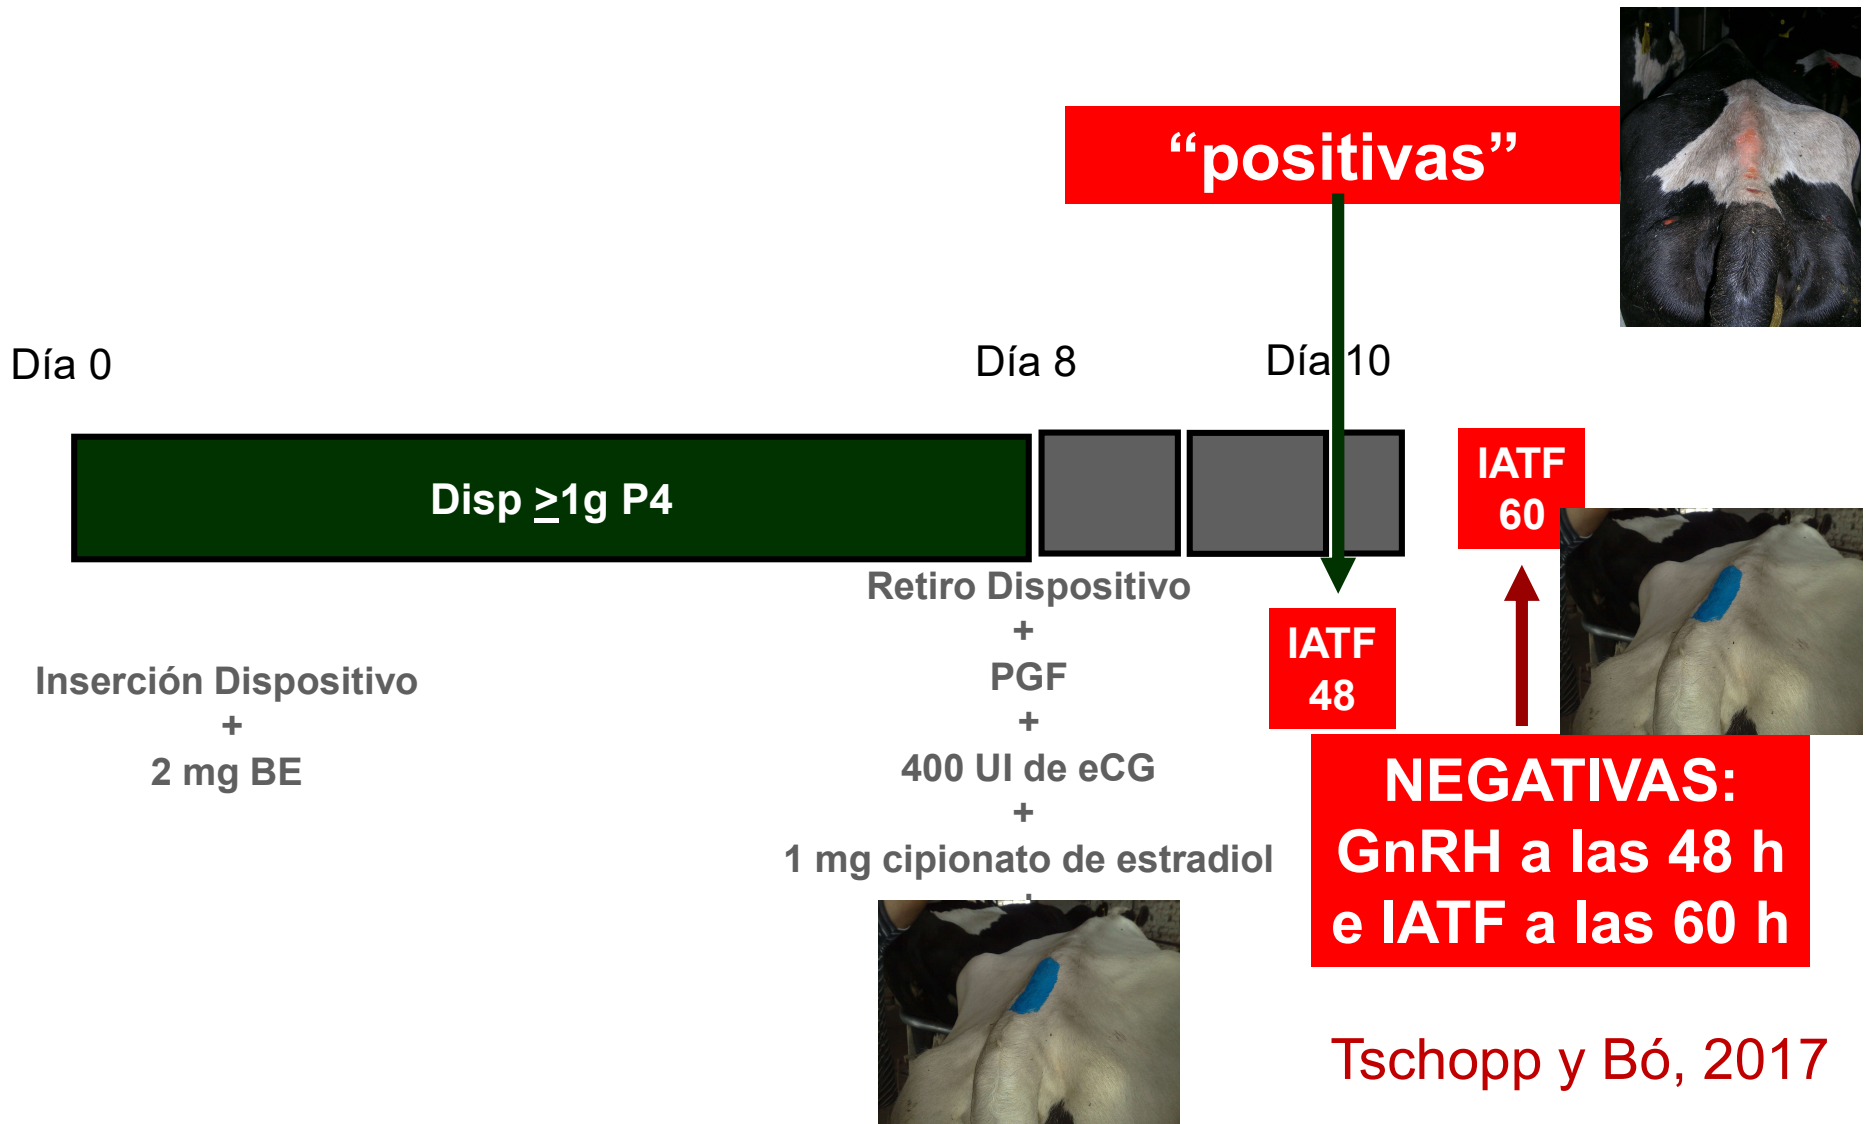 “positivas”
Día 0
Día 8
Día 10
Disp ≥1g P4
IATF
60
Inserción Dispositivo
+
2 mg BE
Retiro Dispositivo
+
PGF
+
400 UI de eCG
+
1 mg cipionato de estradiol
+
IATF
48
NEGATIVAS:
GnRH a las 48 h
e IATF a las 60 h
Tschopp y Bó, 2017